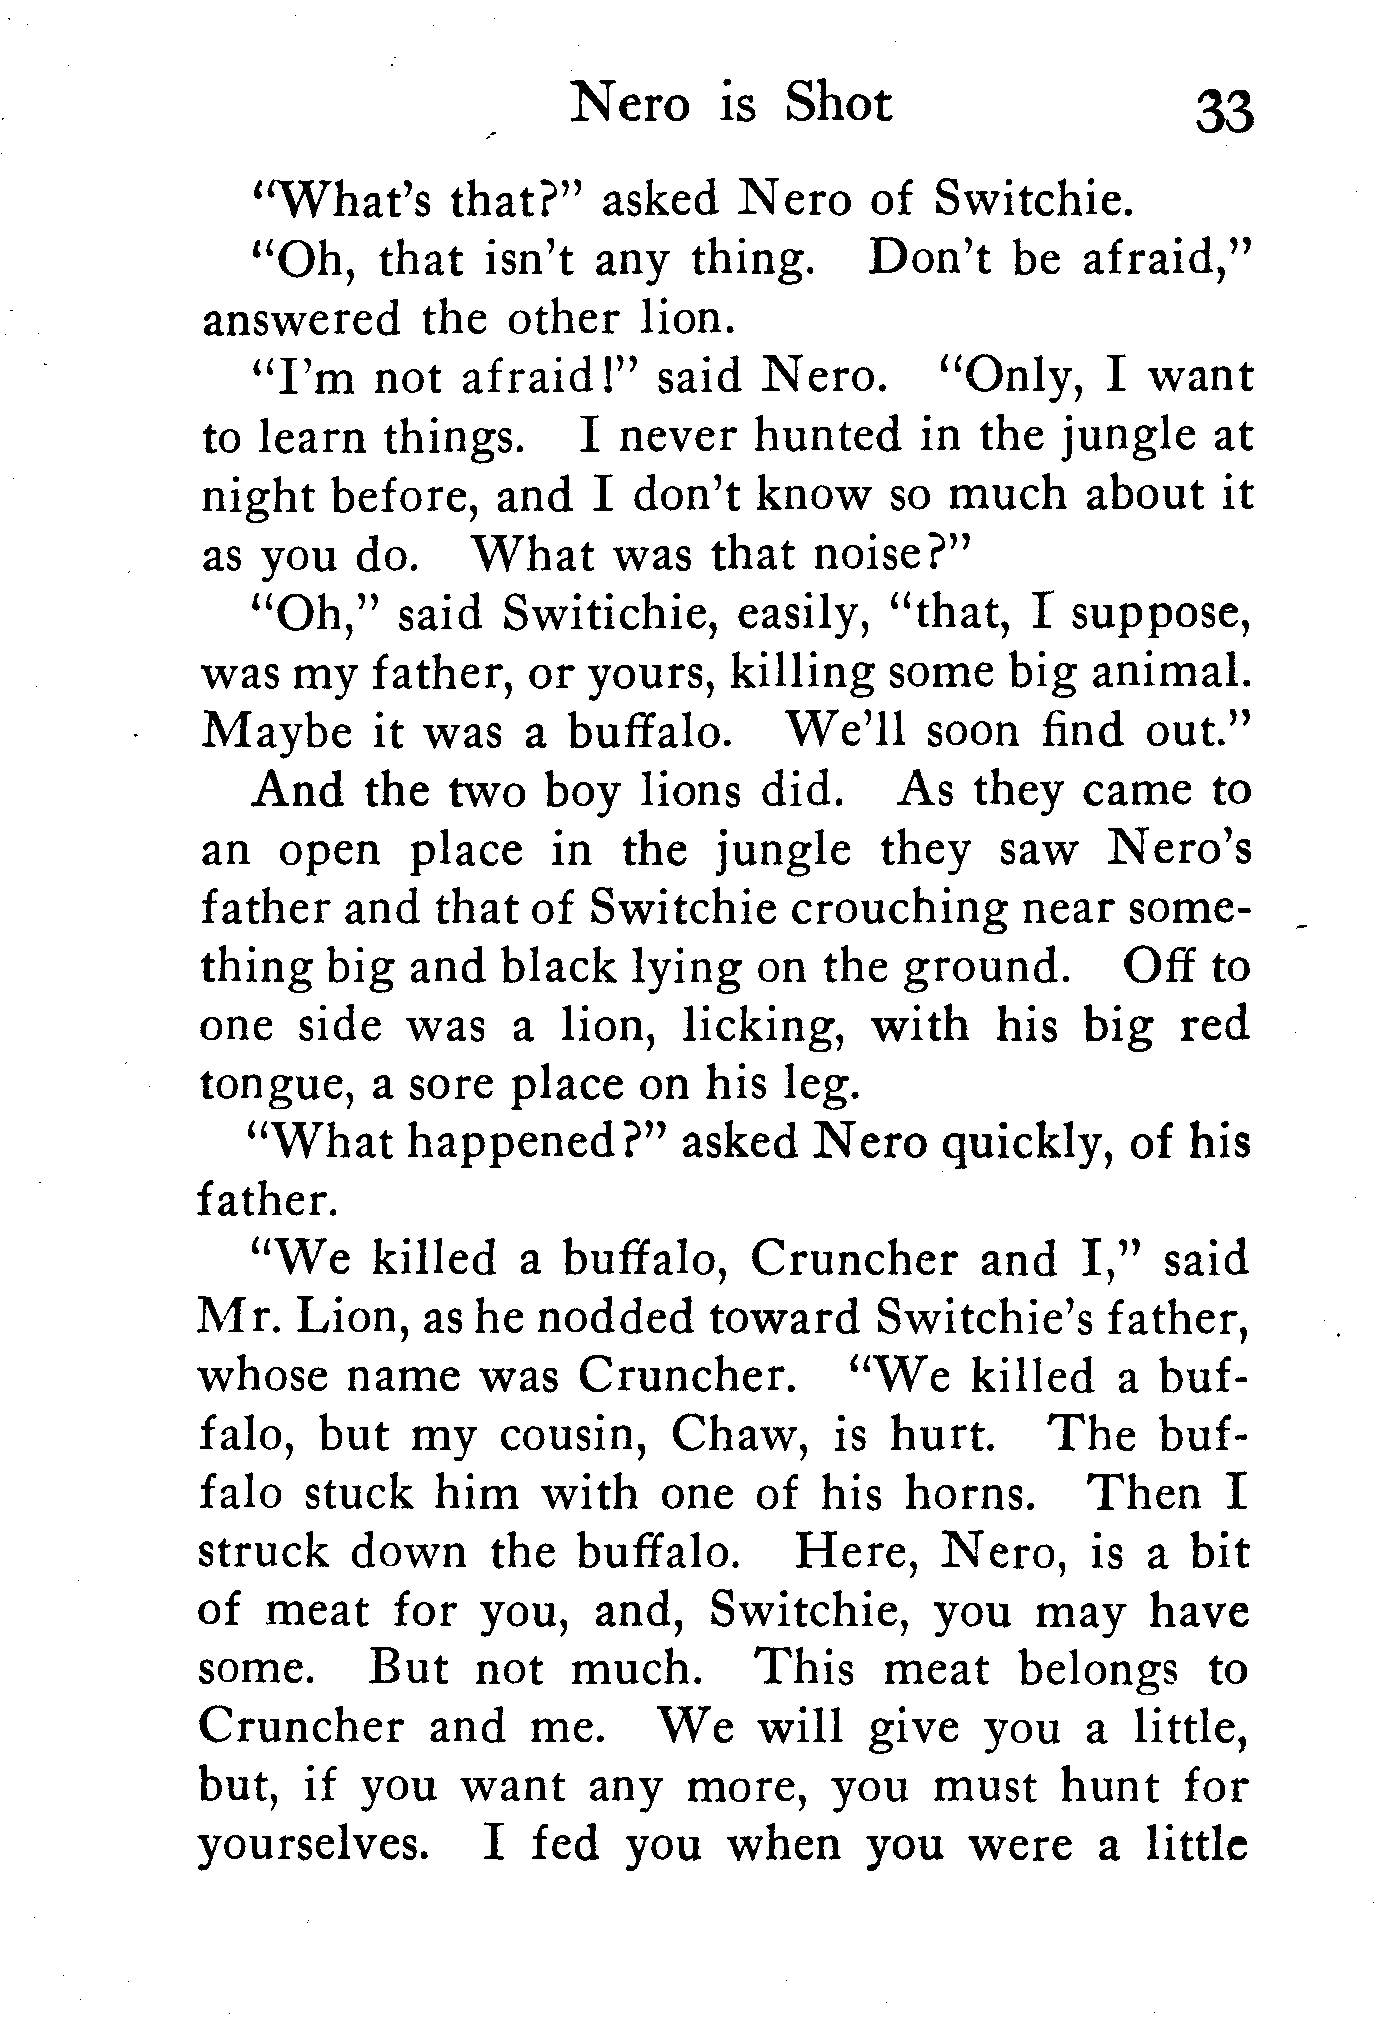 Nero is Shot 33
"What's that?" asked Nero of Switchie.
"Oh, that isn't any thing. Don't be afraid,"
answered the other lion.
"I'm not afraid!" said Nero. "Only, I want
to learn things. I never hunted in the jungle at
night before, and I don't know so much about it
as you do. What was that noise?"
"Oh," said Switichie, easily, "that, I suppose,
was my father, or yours, killing some big animal.
Maybe it was a buffalo. We'll soon find out."
And the two boy lions did. As they came to
an open place in the jungle they saw Nero's
father and that of Switchie crouching near some-
thing big and black lying on the ground. Off to
one side was a lion, licking, with his big red
tongue, a sore place on his leg.
"What happened?" asked Nero quickly, of his
father.
"We killed a buffalo, Cruncher and I," said
Mr. Lion, as he nodded toward Switchie's father,
whose name was Cruncher. "We killed a buf-
falo, but my cousin, Chaw, is hurt. The buf-
falo stuck him with one of his horns. Then I
struck down the buffalo. Here, Nero, is a bit
of meat for you, and, Switchie, you may have
some. But not much. This meat belongs to
Cruncher and me. We will give you a little,
but, if you want any more, you must hunt for
yourselves. I fed you when you were a little